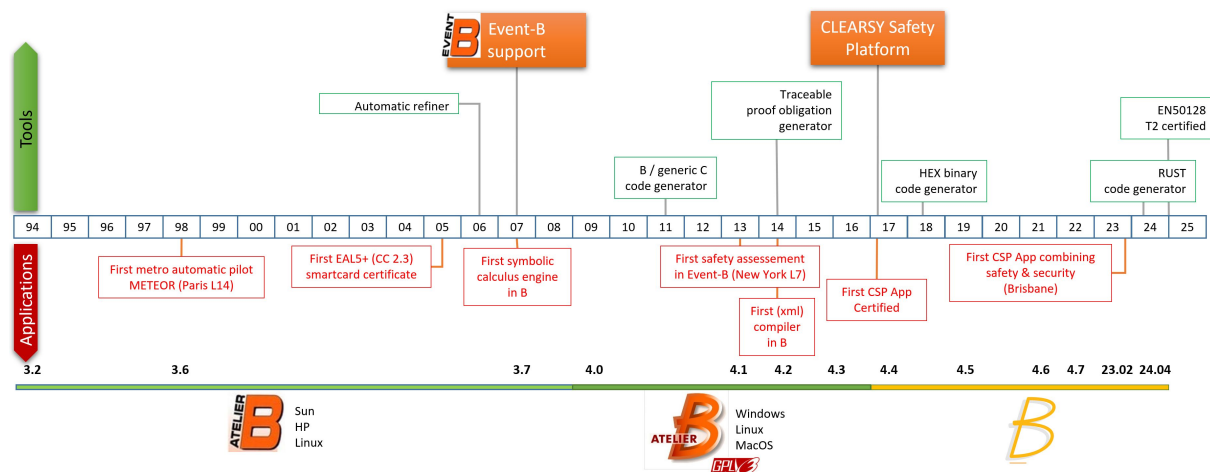 EVENT
B
Event-B
support
CLEARSY Safety
Platform
Tools
Automatic refiner
Traceable
proof obligation
generator
EN50128
T2 certified
B / generic C
code generator
HEX binary
code generator
RUST
code generator
94 95 96 97 98 99 00 01 02 03 04 05 06 07 08 09 10 11 12 13 14 15 16 17 18 19 20 21 22 23 24 25
Applications
First metro automatic pilot
METEOR (Paris L14)
First EAL5+ (CC 2.3)
smartcard certificate
First symbolic
calculus engine
in B
First safety assessement
in Event-B (New York L7)
First (xml)
compiler
in B
First CSP App
Certified
First CSP App combining
safety & security
(Brisbane)
3.2 3.6 3.7 4.0 4.1 4.2 4.3 4.4 4.5 4.6 4.7 23.02 24.04
ATELIER
B
Sun
HP
Linux
ATELIER
B
GPLV3
Windows
Linux
MacOS
B